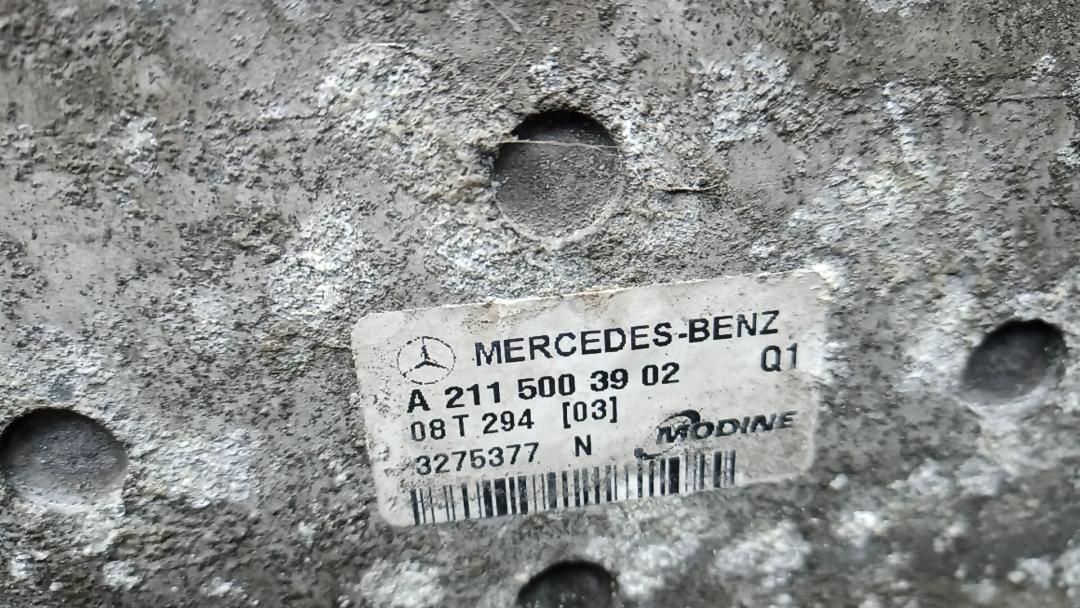 MERCEDES-BENZ
A 211 500 39 02 Q1
08 T 294 [03]
3275377 N MODINE